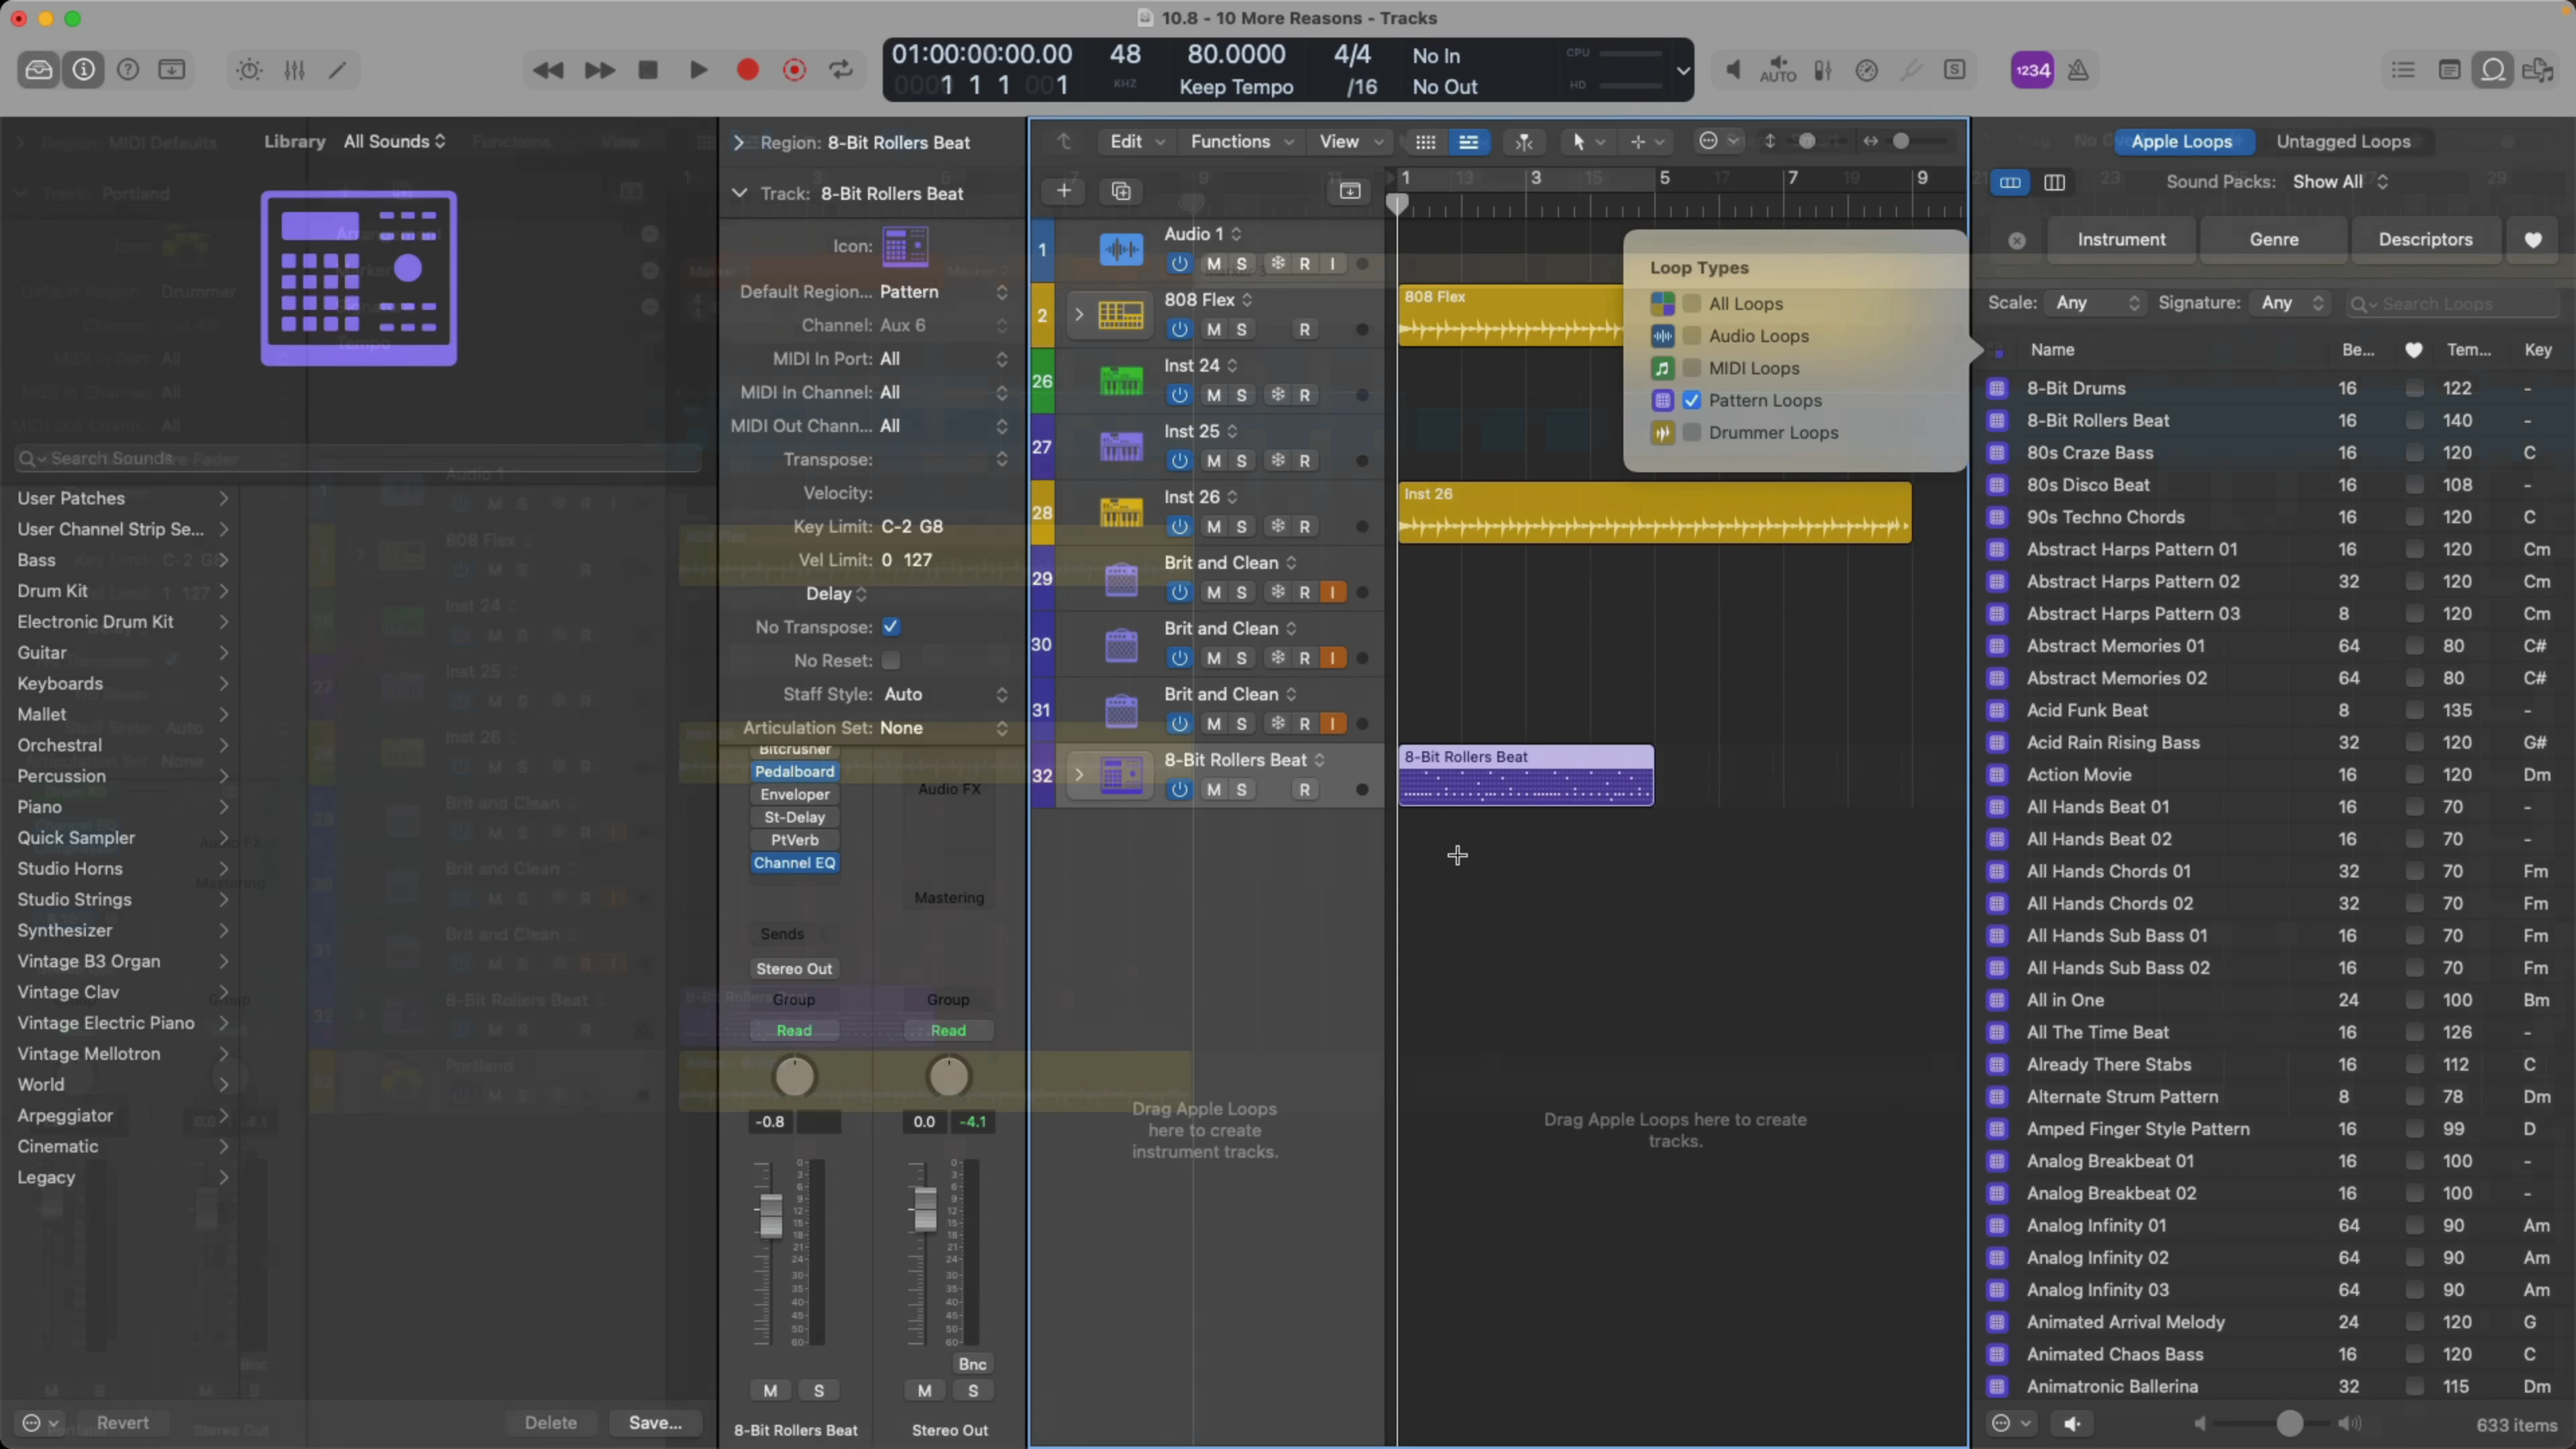 10.8 - 10 More Reasons - Tracks
01:00:00:00.00
1 1 1 001
48
KHZ
80.0000
Keep Tempo
4/4
/16
No In
No Out
CPU
HD
AUTO
S
1234
Library All Sounds
Search Sounds
User Patches
User Channel Strip Se...
Bass
Drum Kit
Electronic Drum Kit
Guitar
Keyboards
Mallet
Orchestral
Percussion
Piano
Quick Sampler
Studio Horns
Studio Strings
Synthesizer
Vintage B3 Organ
Vintage Clav
Vintage Electric Piano
Vintage Mellotron
World
Arpeggiator
Cinematic
Legacy
Revert
Delete
Save...
Region: 8-Bit Rollers Beat
Track: 8-Bit Rollers Beat
Icon:
Default Region... Pattern
Channel: Aux 6
MIDI In Port: All
MIDI In Channel: All
MIDI Out Chann... All
Transpose:
Velocity:
Key Limit: C-2 G8
Vel Limit: 0 127
Delay
No Transpose:
No Reset:
Staff Style: Auto
Articulation Set: None
Bitcrusher
Pedalboard
Enveloper
St-Delay
PtVerb
Channel EQ
Audio FX
Mastering
Sends
Stereo Out
Group Group
Read Read
-0.8
0.0 -4.1
Bnc
M S
M S
8-Bit Rollers Beat
Stereo Out
Edit Functions View
1 3 5 7 9
1 Audio 1
M S R I
2 808 Flex
M S R
26 Inst 24
M S R
27 Inst 25
M S R
28 Inst 26
M S R
29 Brit and Clean
M S R I
30 Brit and Clean
M S R I
31 Brit and Clean
M S R I
32 8-Bit Rollers Beat
M S R
Drag Apple Loops
here to create
instrument tracks.
808 Flex
Inst 26
8-Bit Rollers Beat
Drag Apple Loops here to create
tracks.
Loop Types
All Loops
Audio Loops
MIDI Loops
Pattern Loops
Drummer Loops
Apple Loops Untagged Loops
Sound Packs: Show All
Instrument Genre Descriptors
Scale: Any Signature: Any Search Loops
Name Be... Tem... Key
8-Bit Drums 16 122 -
8-Bit Rollers Beat 16 140 -
80s Craze Bass 16 120 C
80s Disco Beat 16 108 -
90s Techno Chords 16 120 C
Abstract Harps Pattern 01 16 120 Cm
Abstract Harps Pattern 02 32 120 Cm
Abstract Harps Pattern 03 8 120 Cm
Abstract Memories 01 64 80 C#
Abstract Memories 02 64 80 C#
Acid Funk Beat 8 135 -
Acid Rain Rising Bass 32 120 G#
Action Movie 16 120 Dm
All Hands Beat 01 16 70 -
All Hands Beat 02 16 70 -
All Hands Chords 01 32 70 Fm
All Hands Chords 02 32 70 Fm
All Hands Sub Bass 01 16 70 Fm
All Hands Sub Bass 02 16 70 Fm
All in One 24 100 Bm
All The Time Beat 16 126 -
Already There Stabs 16 112 C
Alternate Strum Pattern 8 78 Dm
Amped Finger Style Pattern 16 99 D
Analog Breakbeat 01 16 100 -
Analog Breakbeat 02 16 100 -
Analog Infinity 01 64 90 Am
Analog Infinity 02 64 90 Am
Analog Infinity 03 64 90 Am
Animated Arrival Melody 24 120 G
Animated Chaos Bass 16 120 C
Animatronic Ballerina 32 115 Dm
633 items